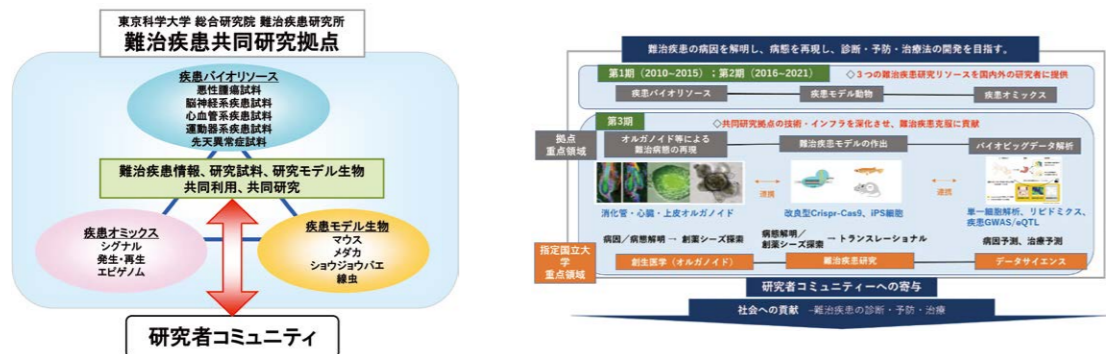 東京科学大学 総合研究院 難治疾患研究所
難治疾患共同研究拠点
疾患バイオリソース
悪性腫瘍試料
脳神経系疾患試料
心血管系疾患試料
運動器系疾患試料
先天異常症試料
難治疾患情報、研究試料、研究モデル生物
共同利用、共同研究
疾患オミックス
シグナル
発生・再生
エピゲノム
疾患モデル生物
マウス
メダカ
ショウジョウバエ
線虫
研究者コミュニティ
難治疾患の病因を解明し、病態を再現し、診断・予防・治療法の開発を目指す。
第1期（2010~2015）；第2期（2016~2021）
◇３つの難治疾患研究リソースを国内外の研究者に提供
疾患バイオリソース
疾患モデル動物
疾患オミックス
第3期
◇共同研究拠点の技術・インフラを深化させ、難治疾患克服に貢献
拠点
重点領域
オルガノイド等による
難治病態の再現
難治疾患モデルの作出
バイオビッグデータ解析
連携
連携
消化管・心臓・上皮オルガノイド
改良型Crispr-Cas9、iPS細胞
単一細胞解析、リピドミクス、
疾患GWAS/eQTL
病因／病態解明 → 創薬シーズ探索
病態解明／
創薬シーズ探索 → トランスレーショナル
病因予測、治療予測
指定国立大学
重点領域
創生医学（オルガノイド）
難治疾患研究
データサイエンス
研究者コミュニティーへの寄与
社会への貢献 –難治疾患の診断・予防・治療